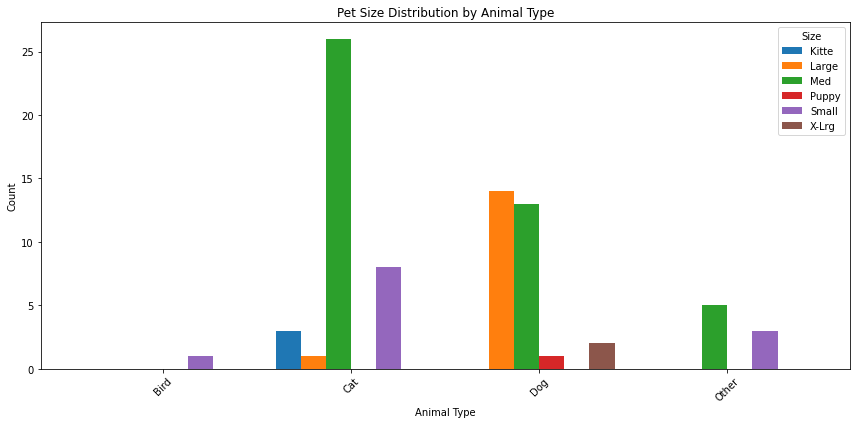 Pet Size Distribution by Animal Type
Size
Kitte
Large
Med
Puppy
Small
X-Lrg
Count
25
20
15
10
5
0
Bird
Cat
Dog
Other
Animal Type